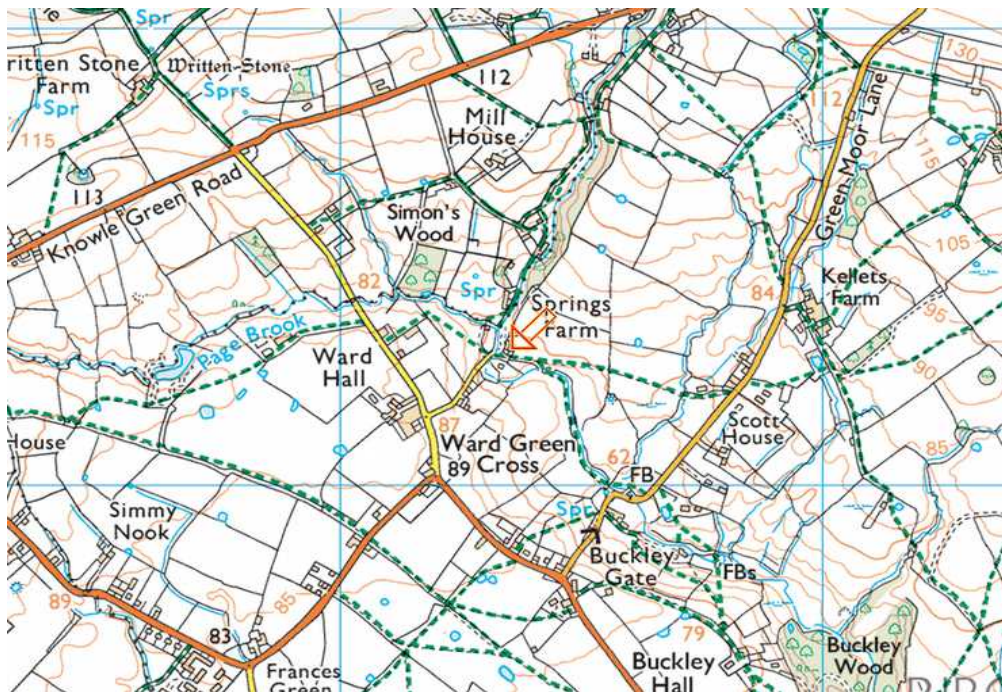 Spr
ritten Stone
Farm
Written Stone
Sprs
Spr
115
112
Mill
House
130
112
Green Moor Lane
115
113
Knowle Green Road
Simon's
Wood
82
Spr
Springs
Farm
84
Kellets
Farm
105
95
Page Brook
Ward
Hall
90
87
Ward Green
Cross
89
Scott
House
85
House
62
FB
Simmy
Nook
Spr
Buckley
Gate
FBs
89
85
83
79
Frances
Green
Buckley
Hall
Buckley
Wood